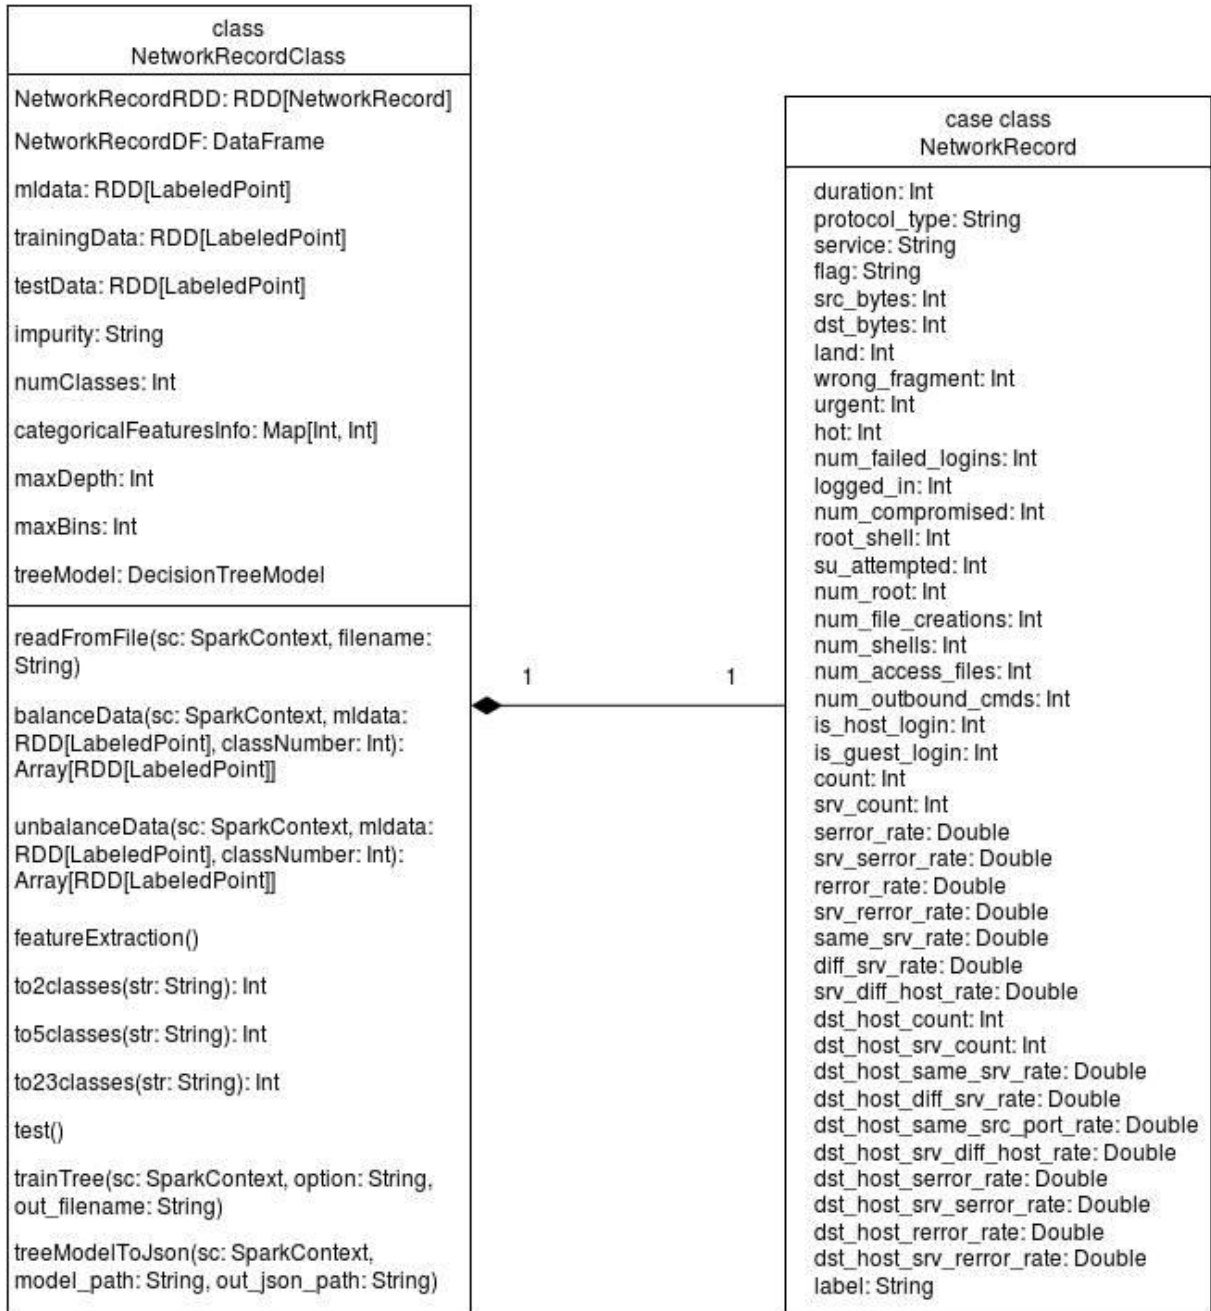 class
NetworkRecordClass
NetworkRecordRDD: RDD[NetworkRecord]
NetworkRecordDF: DataFrame
mldata: RDD[LabeledPoint]
trainingData: RDD[LabeledPoint]
testData: RDD[LabeledPoint]
impurity: String
numClasses: Int
categoricalFeaturesInfo: Map[Int, Int]
maxDepth: Int
maxBins: Int
treeModel: DecisionTreeModel
readFromFile(sc: SparkContext, filename:
String)
balanceData(sc: SparkContext, mldata:
RDD[LabeledPoint], classNumber: Int):
Array[RDD[LabeledPoint]]
unbalanceData(sc: SparkContext, mldata:
RDD[LabeledPoint], classNumber: Int):
Array[RDD[LabeledPoint]]
featureExtraction()
to2classes(str: String): Int
to5classes(str: String): Int
to23classes(str: String): Int
test()
trainTree(sc: SparkContext, option: String,
out_filename: String)
treeModelToJson(sc: SparkContext,
model_path: String, out_json_path: String)
1
1
case class
NetworkRecord
duration: Int
protocol_type: String
service: String
flag: String
src_bytes: Int
dst_bytes: Int
land: Int
wrong_fragment: Int
urgent: Int
hot: Int
num_failed_logins: Int
logged_in: Int
num_compromised: Int
root_shell: Int
su_attempted: Int
num_root: Int
num_file_creations: Int
num_shells: Int
num_access_files: Int
num_outbound_cmds: Int
is_host_login: Int
is_guest_login: Int
count: Int
srv_count: Int
serror_rate: Double
srv_serror_rate: Double
rerror_rate: Double
srv_rerror_rate: Double
same_srv_rate: Double
diff_srv_rate: Double
srv_diff_host_rate: Double
dst_host_count: Int
dst_host_srv_count: Int
dst_host_same_srv_rate: Double
dst_host_diff_srv_rate: Double
dst_host_same_src_port_rate: Double
dst_host_srv_diff_host_rate: Double
dst_host_serror_rate: Double
dst_host_srv_serror_rate: Double
dst_host_rerror_rate: Double
dst_host_srv_rerror_rate: Double
label: String